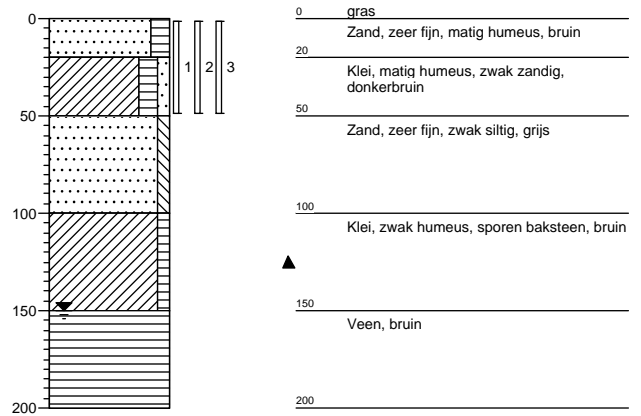 0
50
100
150
200
1 2 3
0 gras
Zand, zeer fijn, matig humeus, bruin
20
Klei, matig humeus, zwak zandig,
donkerbruin
50
Zand, zeer fijn, zwak siltig, grijs
100
Klei, zwak humeus, sporen baksteen, bruin
150
Veen, bruin
200